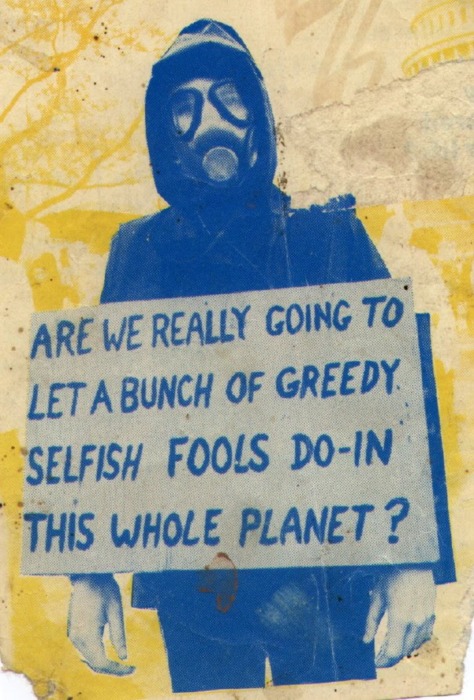 ARE WE REALLY GOING TO
LET A BUNCH OF GREEDY
SELFISH FOOLS DO-IN
THIS WHOLE PLANET?